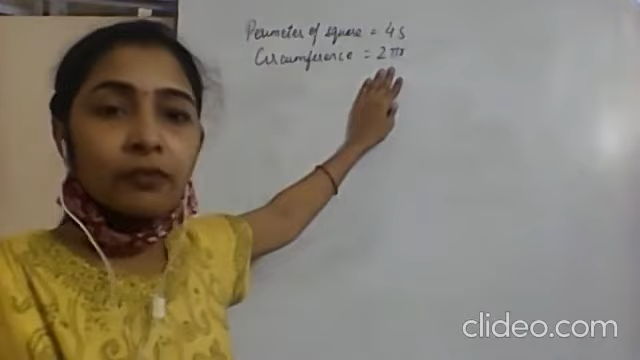 Perimeter of square = 4s
Circumference = 2πr
clideo.com